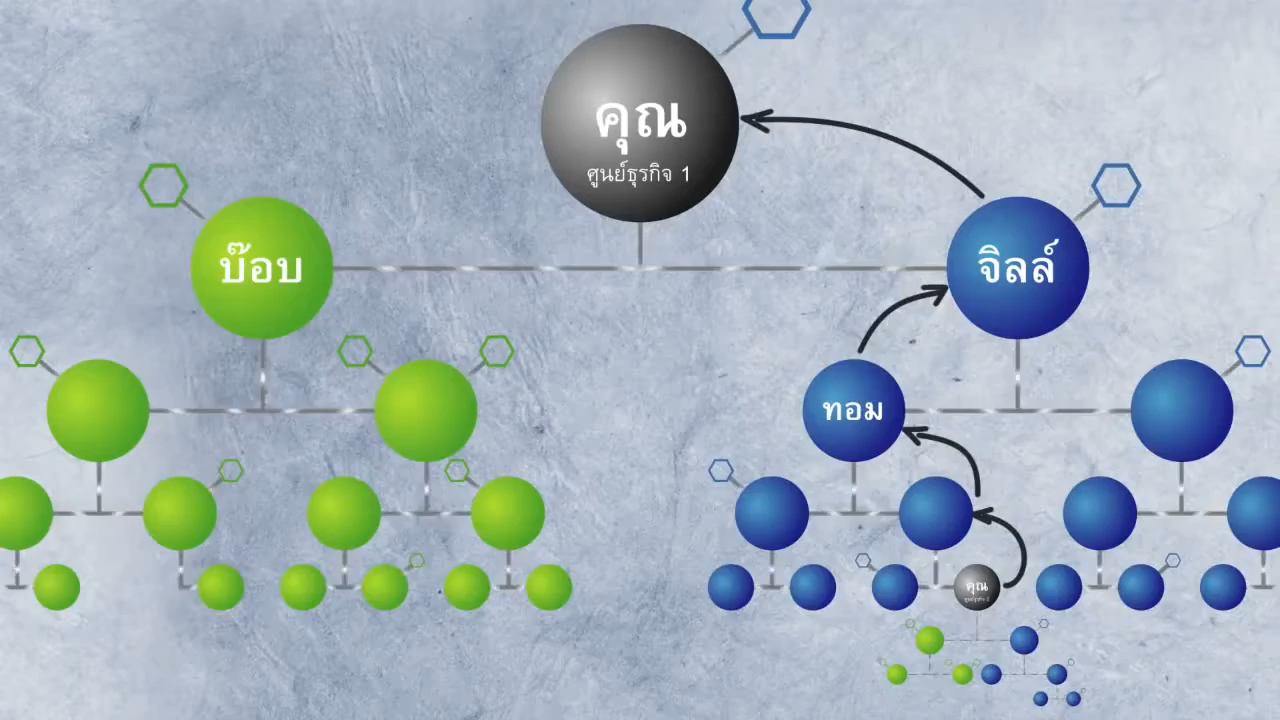 คุณ
ศูนย์ธุรกิจ 1
บ๊อบ
จิลล์
ทอม
คุณ